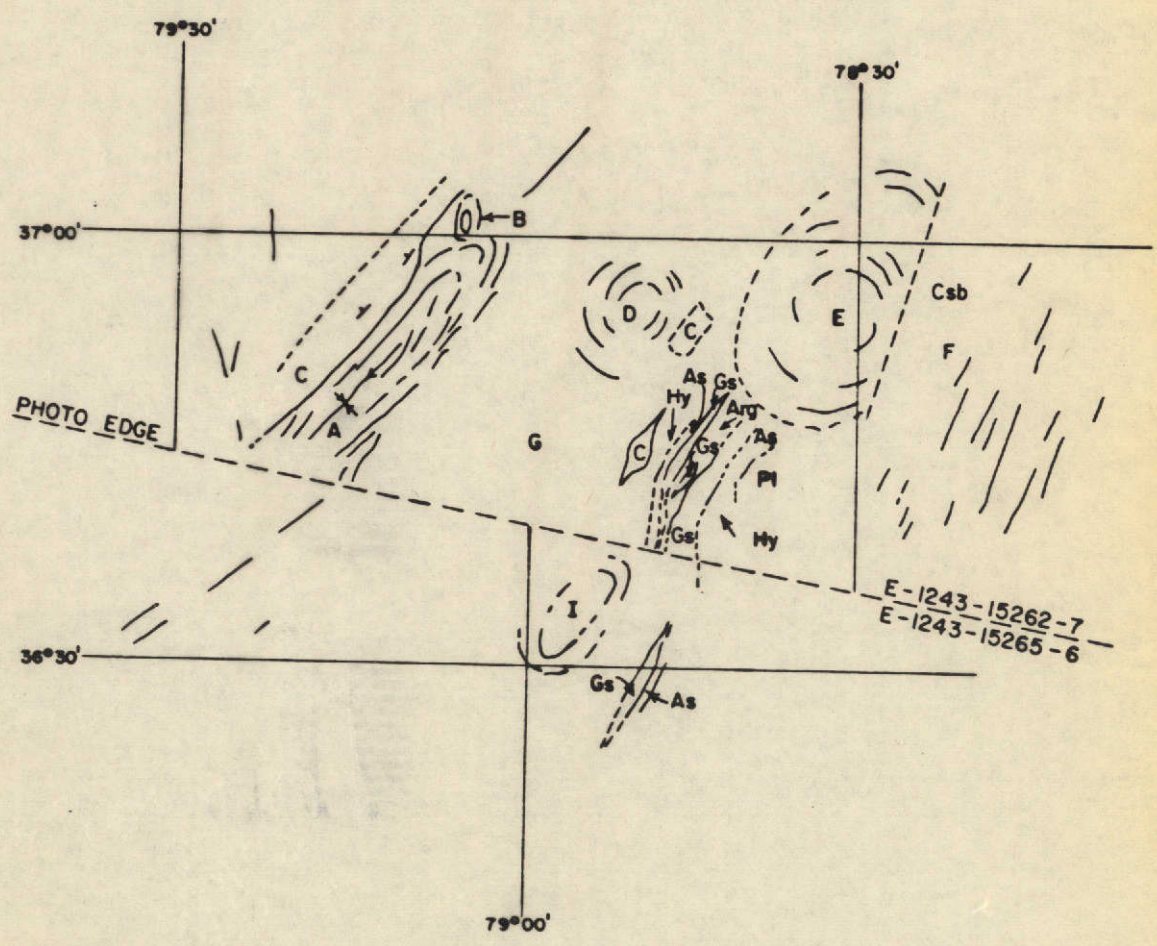 79°30'
78°30'
37°00'
B
Csb
D
E
C
F
C
As
Gs
Hy
Arg
PHOTO EDGE
A
G
Gs
As
C
Pl
Gs
Hy
E-1243-15262-7
E-1243-15265-6
I
36°30'
Gs
As
79°00'